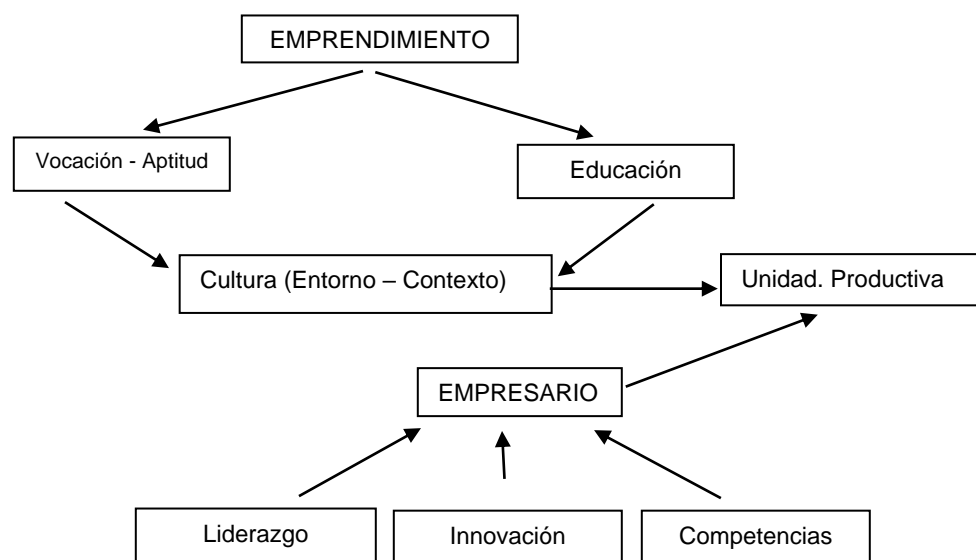 EMPRENDIMIENTO
Vocación - Aptitud
Educación
Cultura (Entorno – Contexto)
Unidad. Productiva
EMPRESARIO
Liderazgo
Innovación
Competencias